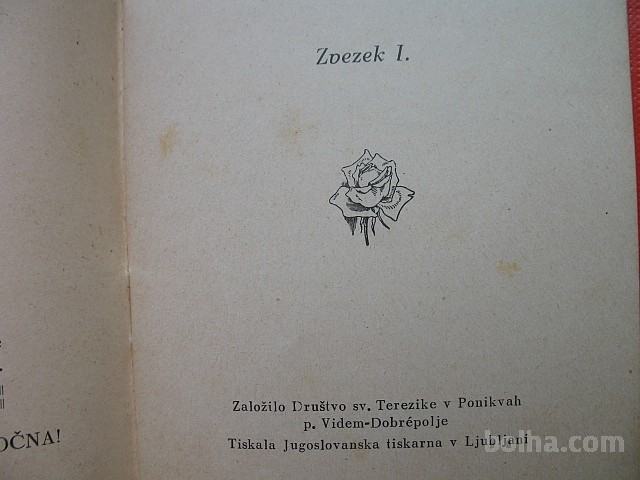 Zvezek I.
Založilo Društvo sv. Terezike v Ponikvah
p. Videm-Dobrépolje
Tiskala Jugoslovanska tiskarna v Ljubljani
OČNA!
bolha.com